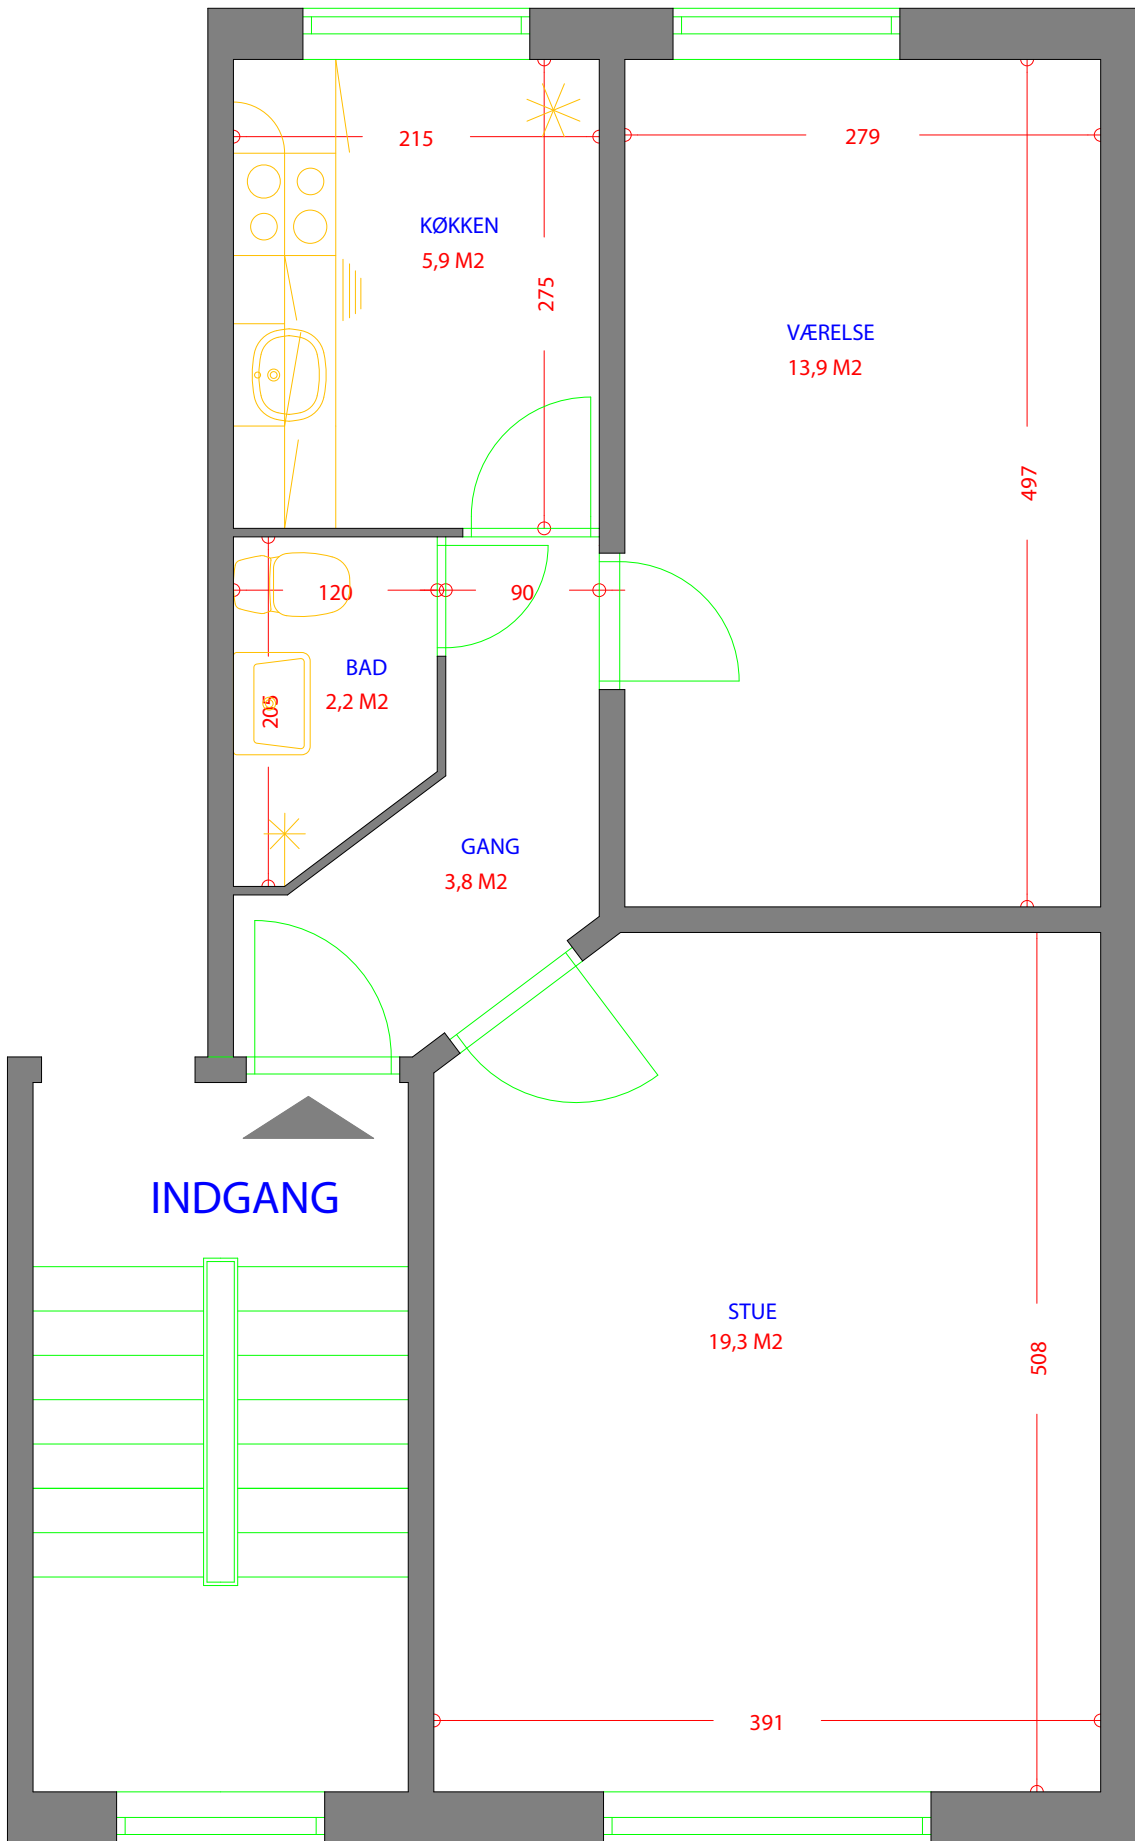 215
279
KØKKEN
5,9 M2
275
VÆRELSE
13,9 M2
497
120
90
BAD
2,2 M2
205
GANG
3,8 M2
INDGANG
STUE
19,3 M2
508
391